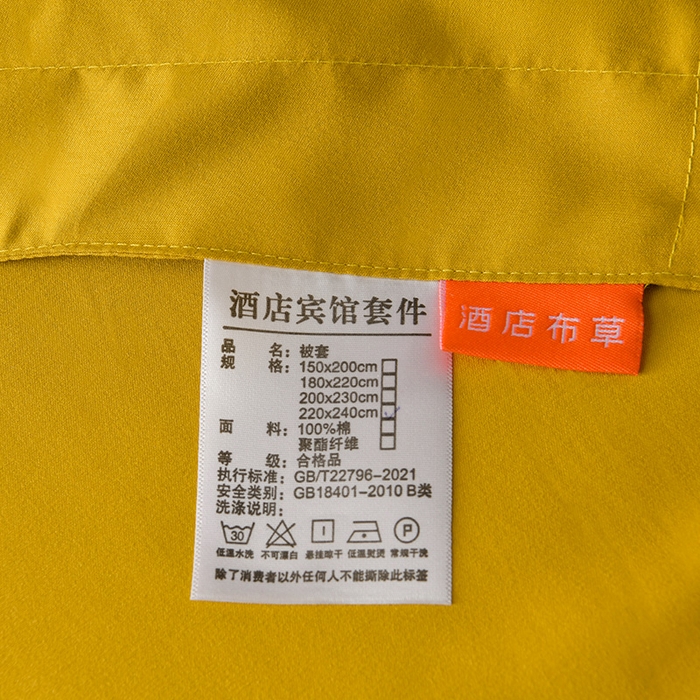 酒店宾馆套件
酒店布草
品 名：被套
规 格：150x200cm
180x220cm
200x230cm
220x240cm
面 料：100%棉
聚酯纤维
等 级：合格品
执行标准：GB/T22796-2021
安全类别：GB18401-2010 B类
洗涤说明：
30 P
低温水洗 不可漂白 悬挂晾干 低温熨烫 常规干洗
除了消费者以外任何人不能撕除此标签